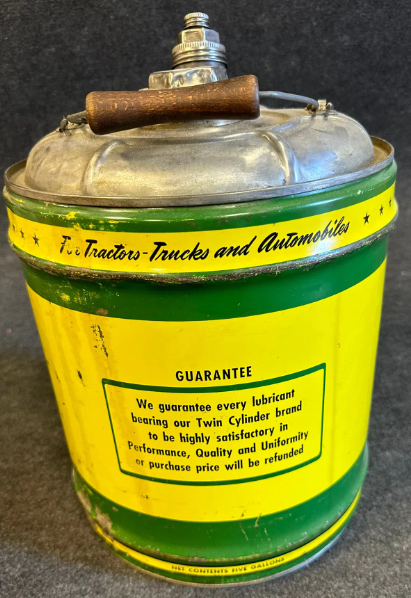 For Tractors-Trucks and Automobiles
GUARANTEE
We guarantee every lubricant
bearing our Twin Cylinder brand
to be highly satisfactory in
Performance, Quality and Uniformity
or purchase price will be refunded
NET CONTENTS FIVE GALLONS